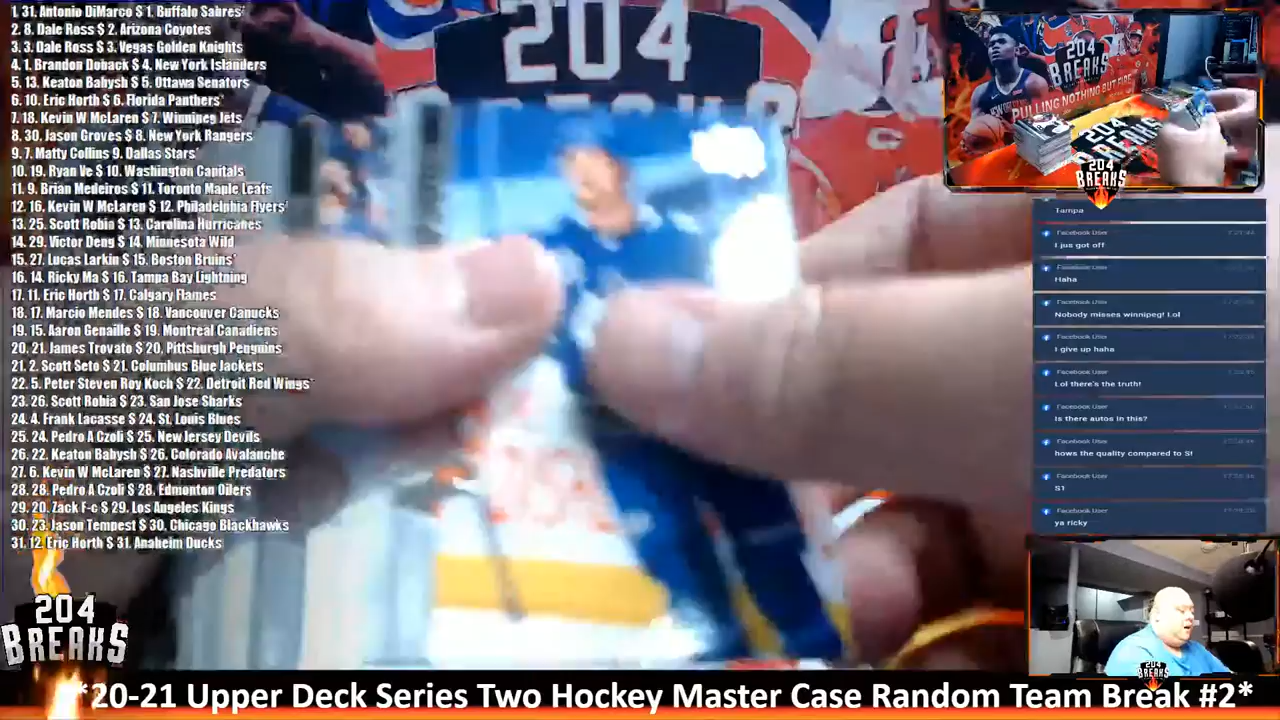 1. 31. Antonio DiMarco $ 1. Buffalo Sabres*
2. 8. Dale Ross $ 2. Arizona Coyotes
3. 3. Dale Ross $ 3. Vegas Golden Knights
4. 1. Brandon Doback $ 4. New York Islanders
5. 13. Keaton Babysh $ 5. Ottawa Senators
6. 10. Eric Horth $ 6. Florida Panthers*
7. 18. Kevin W McLaren $ 7. Winnipeg Jets
8. 30. Jason Groves $ 8. New York Rangers
9. 7. Matty Collins 9. Dallas Stars*
10. 19. Ryan Ve $ 10. Washington Capitals
11. 9. Brian Medeiros $ 11. Toronto Maple Leafs
12. 16. Kevin W McLaren $ 12. Philadelphia Flyers*
13. 25. Scott Robia $ 13. Carolina Hurricanes
14. 29. Victor Deng $ 14. Minnesota Wild
15. 27. Lucas Larkin $ 15. Boston Bruins*
16. 14. Ricky Ma $ 16. Tampa Bay Lightning
17. 11. Eric Horth $ 17. Calgary Flames
18. 17. Marcio Mendes $ 18. Vancouver Canucks
19. 15. Aaron Genaille $ 19. Montreal Canadiens
20. 21. James Trovato $ 20. Pittsburgh Penguins
21. 2. Scott Seto $ 21. Columbus Blue Jackets
22. 5. Peter Steven Roy Koch $ 22. Detroit Red Wings*
23. 26. Scott Robia $ 23. San Jose Sharks
24. 4. Frank Lacasse $ 24. St. Louis Blues
25. 24. Pedro A Czoli $ 25. New Jersey Devils
26. 22. Keaton Babysh $ 26. Colorado Avalanche
27. 6. Kevin W McLaren $ 27. Nashville Predators
28. 28. Pedro A Czoli $ 28. Edmonton Oilers
29. 20. Zack F-c $ 29. Los Angeles Kings
30. 23. Jason Tempest $ 30. Chicago Blackhawks
31. 12. Eric Horth $ 31. Anaheim Ducks
204
204
BREAKS
PULLING NOTHING BUT FIRE
204
BREAKS
204
BREAKS
Tampa
Facebook User
I jus got off
Facebook User
Haha
Facebook User
Nobody misses winnipeg! Lol
Facebook User
I give up haha
Facebook User
Lol there's the truth!
Facebook User
Is there autos in this?
Facebook User
hows the quality compared to S!
Facebook User
S1
Facebook User
ya ricky
204
BREAKS
204
BREAKS
*20-21 Upper Deck Series Two Hockey Master Case Random Team Break #2*